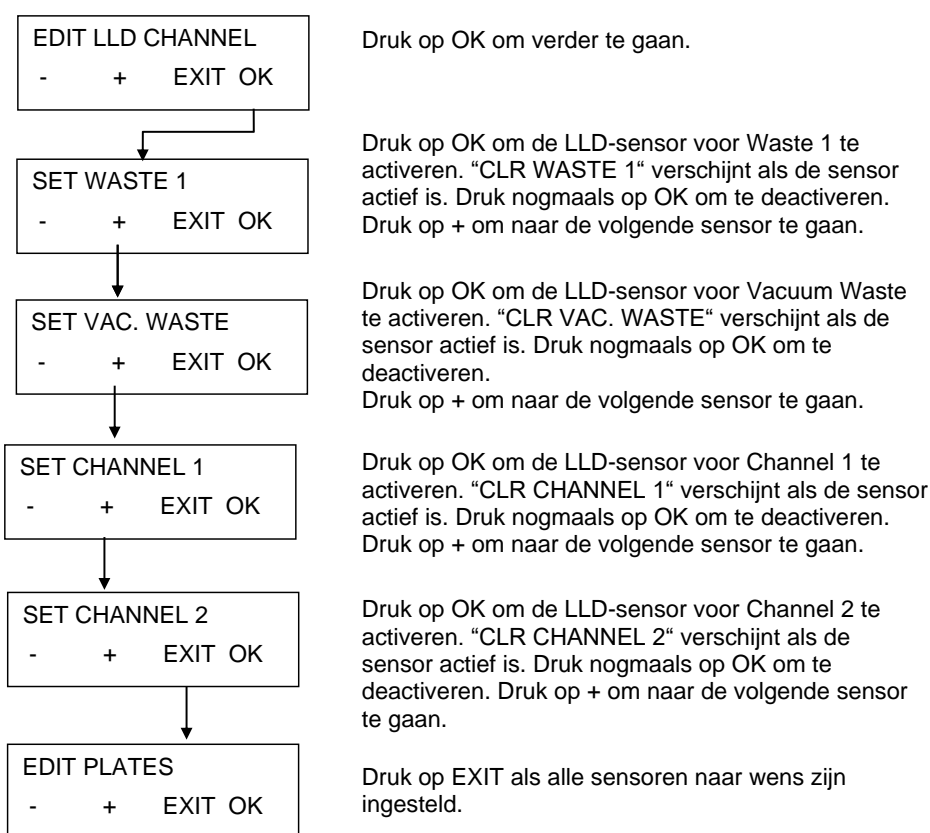 EDIT LLD CHANNEL
- + EXIT OK
Druk op OK om verder te gaan.
SET WASTE 1
- + EXIT OK
Druk op OK om de LLD-sensor voor Waste 1 te
activeren. “CLR WASTE 1“ verschijnt als de sensor
actief is. Druk nogmaals op OK om te deactiveren.
Druk op + om naar de volgende sensor te gaan.
SET VAC. WASTE
- + EXIT OK
Druk op OK om de LLD-sensor voor Vacuum Waste
te activeren. “CLR VAC. WASTE“ verschijnt als de
sensor actief is. Druk nogmaals op OK om te
deactiveren.
Druk op + om naar de volgende sensor te gaan.
SET CHANNEL 1
- + EXIT OK
Druk op OK om de LLD-sensor voor Channel 1 te
activeren. “CLR CHANNEL 1“ verschijnt als de sensor
actief is. Druk nogmaals op OK om te deactiveren.
Druk op + om naar de volgende sensor te gaan.
SET CHANNEL 2
- + EXIT OK
Druk op OK om de LLD-sensor voor Channel 2 te
activeren. “CLR CHANNEL 2“ verschijnt als de
sensor actief is. Druk nogmaals op OK om te
deactiveren. Druk op + om naar de volgende sensor
te gaan.
EDIT PLATES
- + EXIT OK
Druk op EXIT als alle sensoren naar wens zijn
ingesteld.